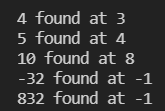 4 found at 3
5 found at 4
10 found at 8
-32 found at -1
832 found at -1